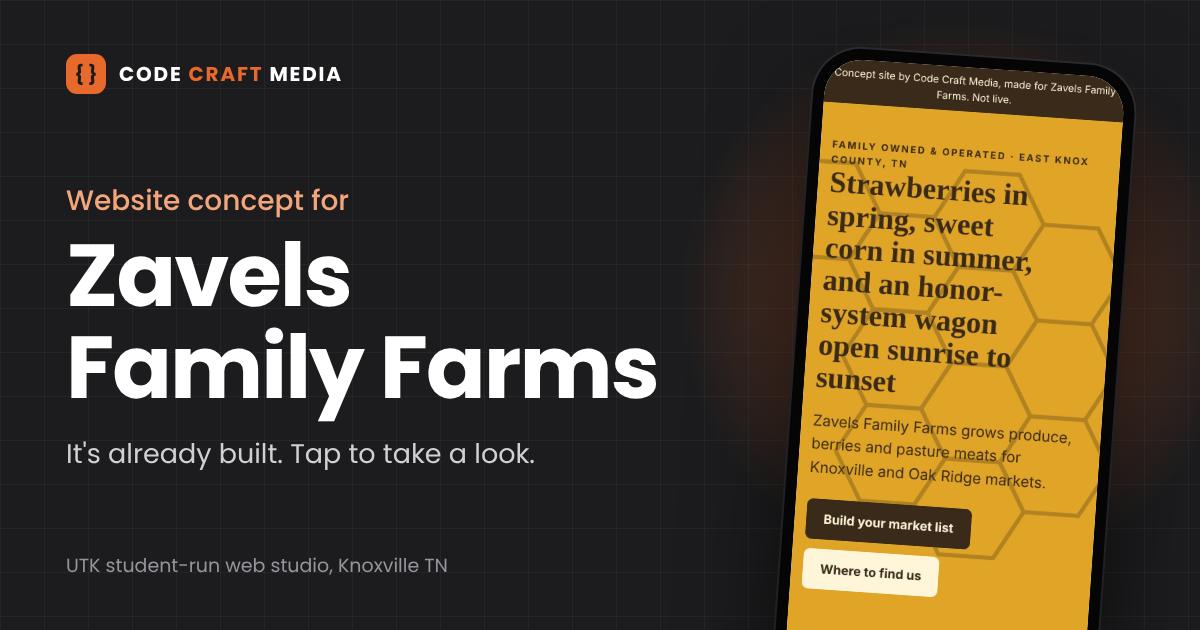 { } CODE CRAFT MEDIA
Website concept for
Zavels
Family Farms
It's already built. Tap to take a look.
UTK student-run web studio, Knoxville TN
Concept site by Code Craft Media, made for Zavels Family
Farms. Not live.
FAMILY OWNED & OPERATED · EAST KNOX
COUNTY, TN
Strawberries in
spring, sweet
corn in summer,
and an honor-
system wagon
open sunrise to
sunset
Zavels Family Farms grows produce,
berries and pasture meats for
Knoxville and Oak Ridge markets.
Build your market list
Where to find us